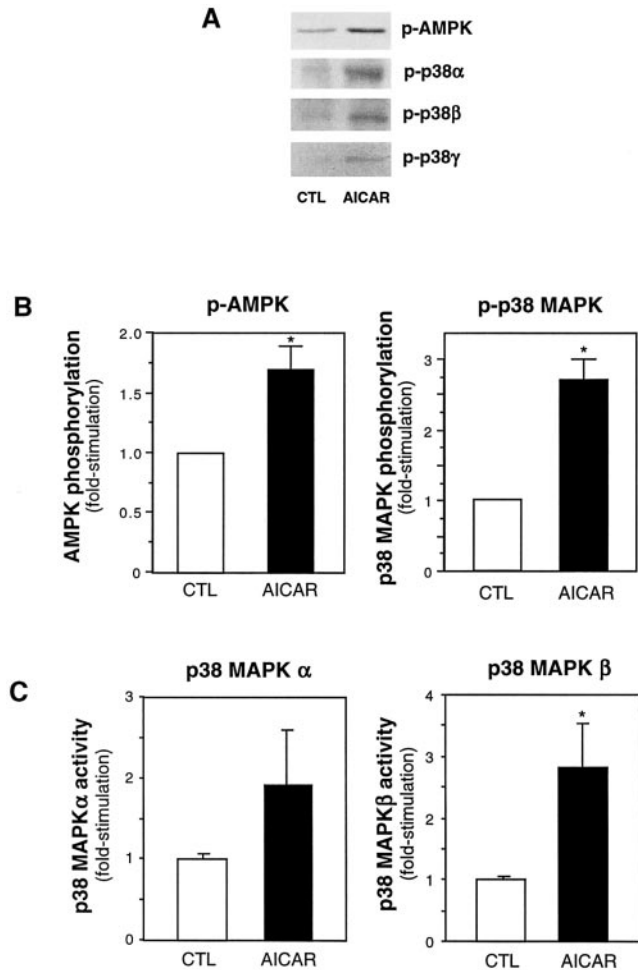 A
p-AMPK
p-p38α
p-p38β
p-p38γ
CTL AICAR
B
p-AMPK
AMPK phosphorylation
(fold-stimulation)
2.0
1.5
1.0
0.5
0
*
CTL AICAR
p-p38 MAPK
p38 MAPK phosphorylation
(fold-stimulation)
3
2
1
0
*
CTL AICAR
C
p38 MAPK α
p38 MAPKα activity
(fold-stimulation)
3
2
1
0
CTL AICAR
p38 MAPK β
p38 MAPKβ activity
(fold-stimulation)
4
3
2
1
0
*
CTL AICAR